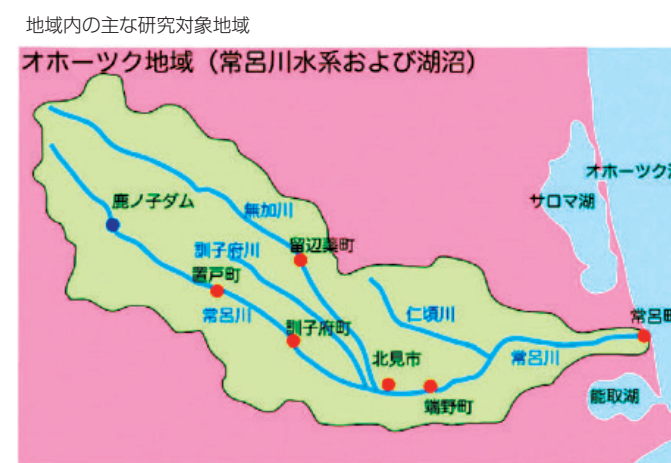 地域内の主な研究対象地域
オホーツク地域（常呂川水系および湖沼）
オホーツク
サロマ湖
鹿ノ子ダム
無加川
訓子府川
留辺蘂町
置戸町
常呂川
訓子府町
仁頃川
常呂
北見市
常呂川
端野町
能取湖